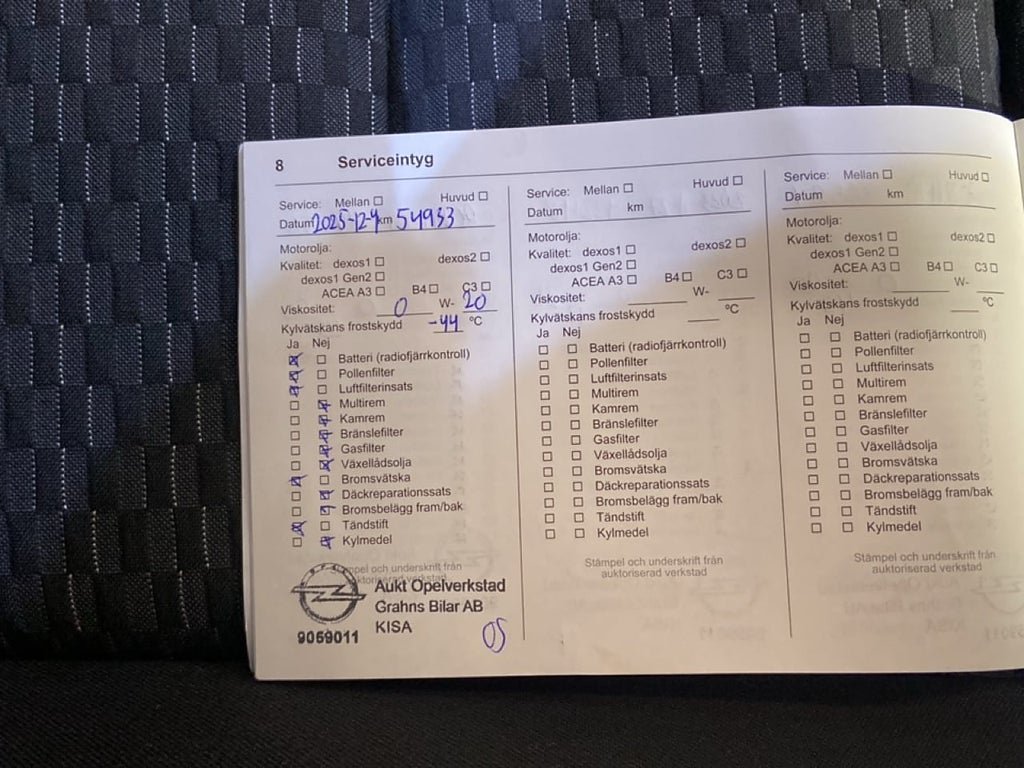 8 Serviceintyg
Service: Mellan ☐ Huvud ☐
Datum 2025-12-4 km 54933
Motorolja:
Kvalitet: dexos1 ☐ dexos2 ☐
dexos1 Gen2 ☐
ACEA A3 ☐ B4 ☐ C3 ☐
Viskositet: 0 W- 20
Kylvätskans frostskydd -44 °C
Ja Nej
☒ ☐ Batteri (radiofjärrkontroll)
☒ ☐ Pollenfilter
☒ ☐ Luftfilterinsats
☐ ☒ Multirem
☐ ☒ Kamrem
☐ ☒ Bränslefilter
☐ ☒ Gasfilter
☐ ☒ Växellådsolja
☒ ☐ Bromsvätska
☐ ☒ Däckreparationssats
☐ ☒ Bromsbelägg fram/bak
☒ ☐ Tändstift
☐ ☒ Kylmedel
Stämpel och underskrift från
auktoriserad verkstad
Aukt Opelverkstad
Grahns Bilar AB
KISA
9069011
Service: Mellan ☐ Huvud ☐
Datum km
Motorolja:
Kvalitet: dexos1 ☐ dexos2 ☐
dexos1 Gen2 ☐
ACEA A3 ☐ B4 ☐ C3 ☐
Viskositet: W-
Kylvätskans frostskydd °C
Ja Nej
☐ ☐ Batteri (radiofjärrkontroll)
☐ ☐ Pollenfilter
☐ ☐ Luftfilterinsats
☐ ☐ Multirem
☐ ☐ Kamrem
☐ ☐ Bränslefilter
☐ ☐ Gasfilter
☐ ☐ Växellådsolja
☐ ☐ Bromsvätska
☐ ☐ Däckreparationssats
☐ ☐ Bromsbelägg fram/bak
☐ ☐ Tändstift
☐ ☐ Kylmedel
Stämpel och underskrift från
auktoriserad verkstad
Service: Mellan ☐ Huvud ☐
Datum km
Motorolja:
Kvalitet: dexos1 ☐ dexos2 ☐
dexos1 Gen2 ☐
ACEA A3 ☐ B4 ☐ C3 ☐
Viskositet: W-
Kylvätskans frostskydd °C
Ja Nej
☐ ☐ Batteri (radiofjärrkontroll)
☐ ☐ Pollenfilter
☐ ☐ Luftfilterinsats
☐ ☐ Multirem
☐ ☐ Kamrem
☐ ☐ Bränslefilter
☐ ☐ Gasfilter
☐ ☐ Växellådsolja
☐ ☐ Bromsvätska
☐ ☐ Däckreparationssats
☐ ☐ Bromsbelägg fram/bak
☐ ☐ Tändstift
☐ ☐ Kylmedel
Stämpel och underskrift från
auktoriserad verkstad